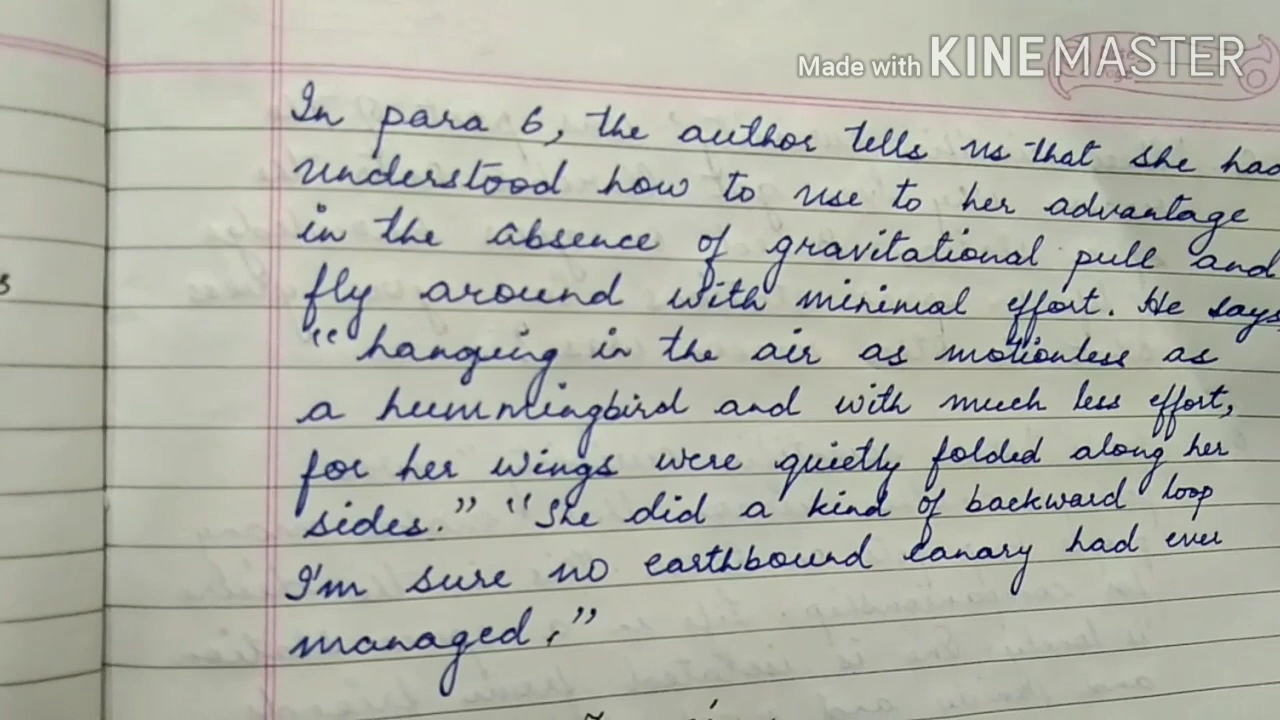 Made with KINEMASTER
In para 6, the author tells us that she had
understood how to use to her advantage
in the absence of gravitational pull and
fly around with minimal effort. He says
"hanging in the air as motionless as
a hummingbird and with much less effort,
for her wings were quietly folded along her
sides." "She did a kind of backward loop
I'm sure no earthbound canary had ever
managed."